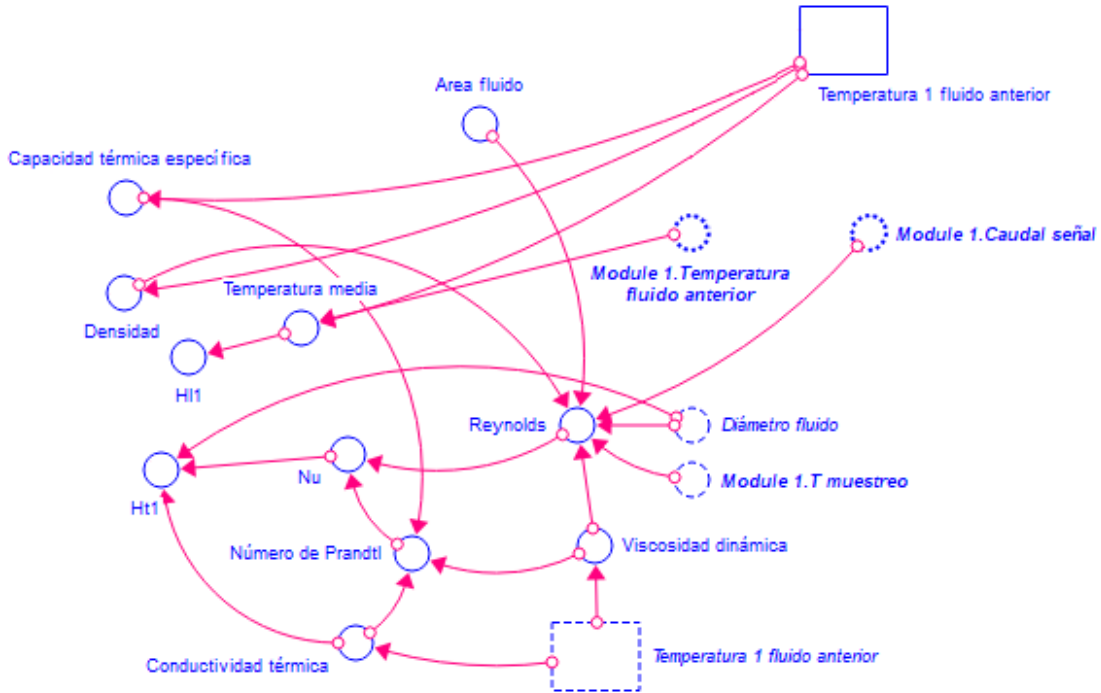 Area fluido
Temperatura 1 fluido anterior
Capacidad térmica específica
Module 1.Caudal señal
Module 1.Temperatura
fluido anterior
Temperatura media
Densidad
Hl1
Reynolds
Diámetro fluido
Nu
Module 1.T muestreo
Ht1
Número de Prandtl
Viscosidad dinámica
Conductividad térmica
Temperatura 1 fluido anterior